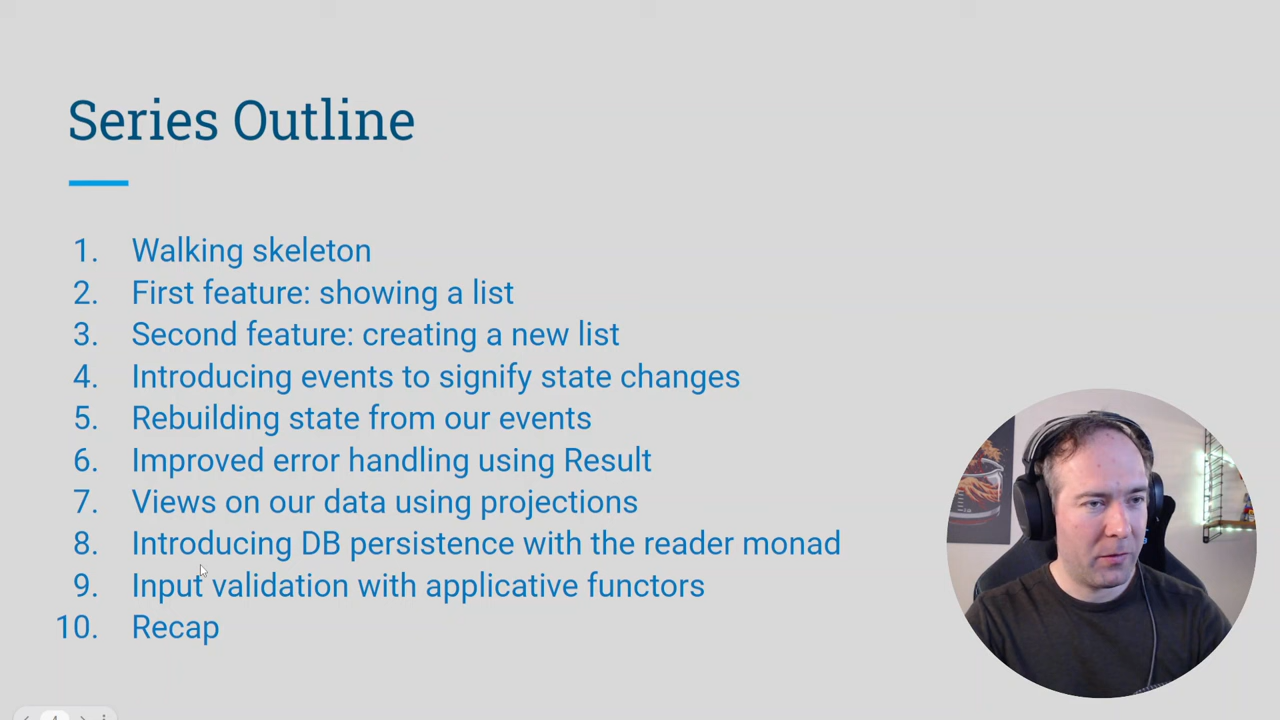 Series Outline
1. Walking skeleton
2. First feature: showing a list
3. Second feature: creating a new list
4. Introducing events to signify state changes
5. Rebuilding state from our events
6. Improved error handling using Result
7. Views on our data using projections
8. Introducing DB persistence with the reader monad
9. Input validation with applicative functors
10. Recap